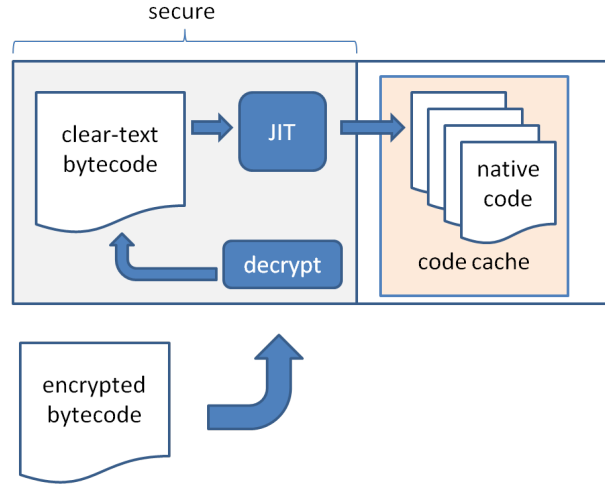 secure
clear-text
bytecode
JIT
native
code
decrypt
code cache
encrypted
bytecode